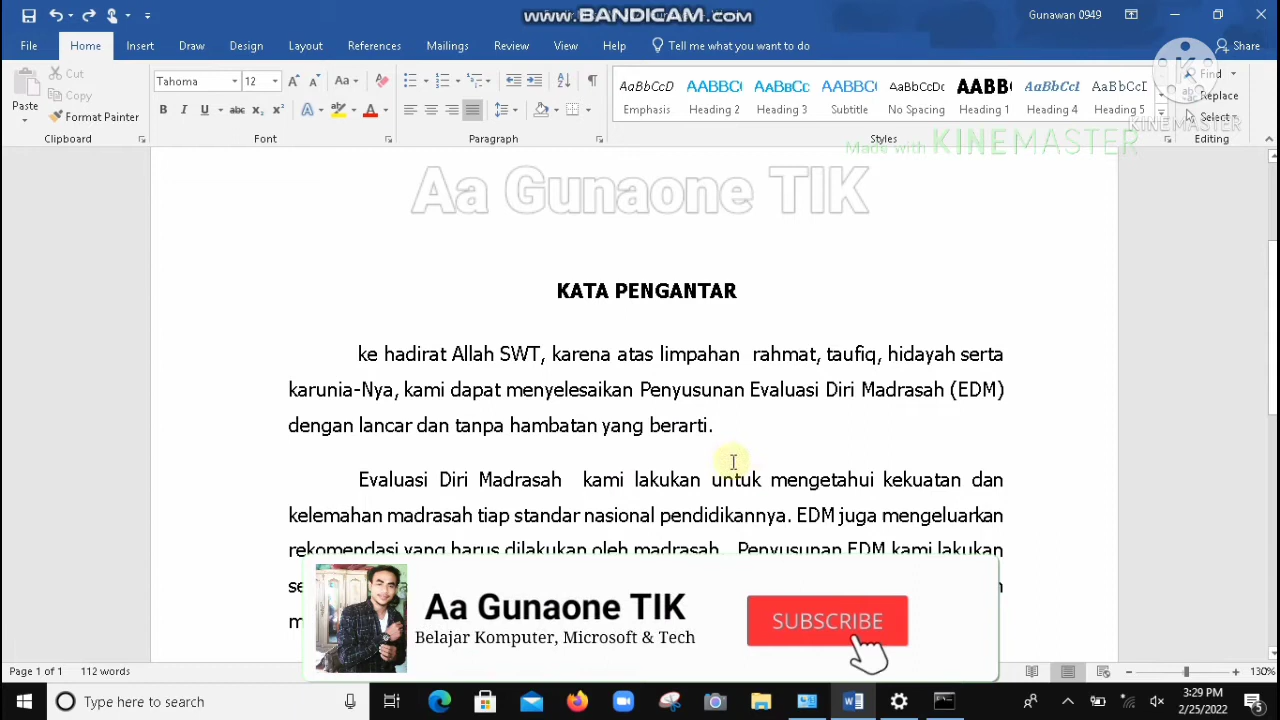 www.BANDICAM.com
Gunawan 0949
File Home Insert Draw Design Layout References Mailings Review View Help Tell me what you want to do Share
Cut
Copy
Paste Format Painter
Clipboard
Tahoma 12
Font
Paragraph
AaBbCcD AABBC( AABBCC AABBC( AaBbCcDc AABB( AaBbCcI AaBbCcI
Emphasis Heading 2 Heading 3 Subtitle No Spacing Heading 1 Heading 4 Heading 5
Styles
Find
Replace
Select
Editing
KINEMASTER
Made with KINEMASTER
Aa Gunaone TIK
KATA PENGANTAR
ke hadirat Allah SWT, karena atas limpahan rahmat, taufiq, hidayah serta
karunia-Nya, kami dapat menyelesaikan Penyusunan Evaluasi Diri Madrasah (EDM)
dengan lancar dan tanpa hambatan yang berarti.
Evaluasi Diri Madrasah kami lakukan untuk mengetahui kekuatan dan
kelemahan madrasah tiap standar nasional pendidikannya. EDM juga mengeluarkan
rekomendasi yang harus dilakukan oleh madrasah. Penyusunan EDM kami lakukan
Aa Gunaone TIK
Belajar Komputer, Microsoft & Tech
SUBSCRIBE
Page 1 of 1 112 words 130%
Type here to search
3:29 PM
2/25/2022
5